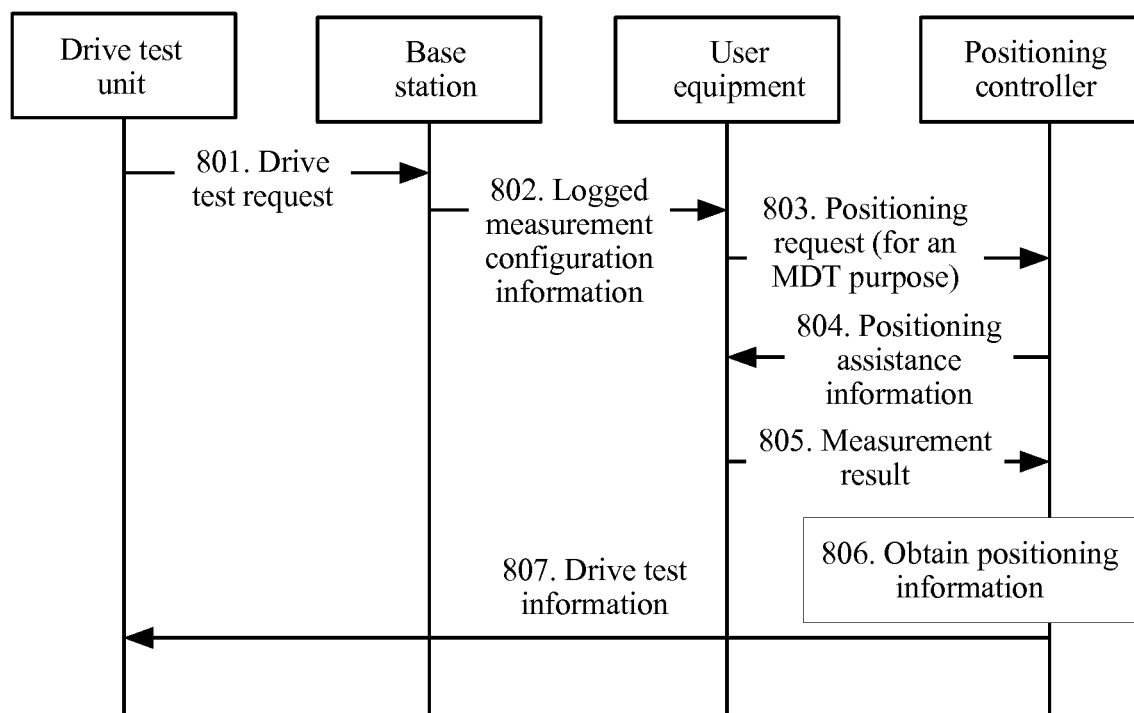 Drive test
unit
Base
station
User
equipment
Positioning
controller
801. Drive
test request
802. Logged
measurement
configuration
information
803. Positioning
request (for an
MDT purpose)
804. Positioning
assistance
information
805. Measurement
result
806. Obtain positioning
information
807. Drive test
information